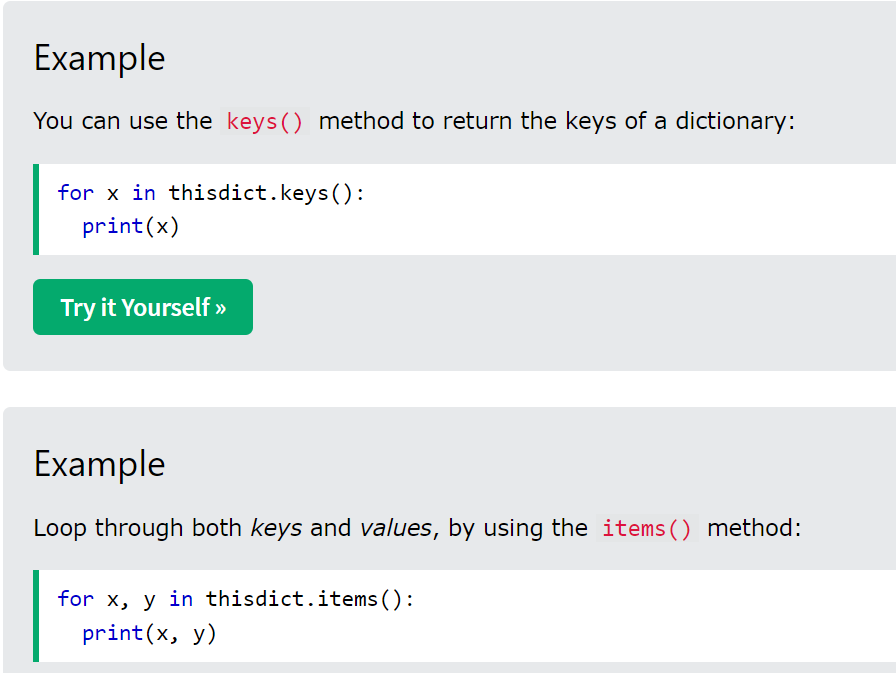 Example
You can use the keys() method to return the keys of a dictionary:
for x in thisdict.keys():
  print(x)
Try it Yourself »
Example
Loop through both keys and values, by using the items() method:
for x, y in thisdict.items():
  print(x, y)